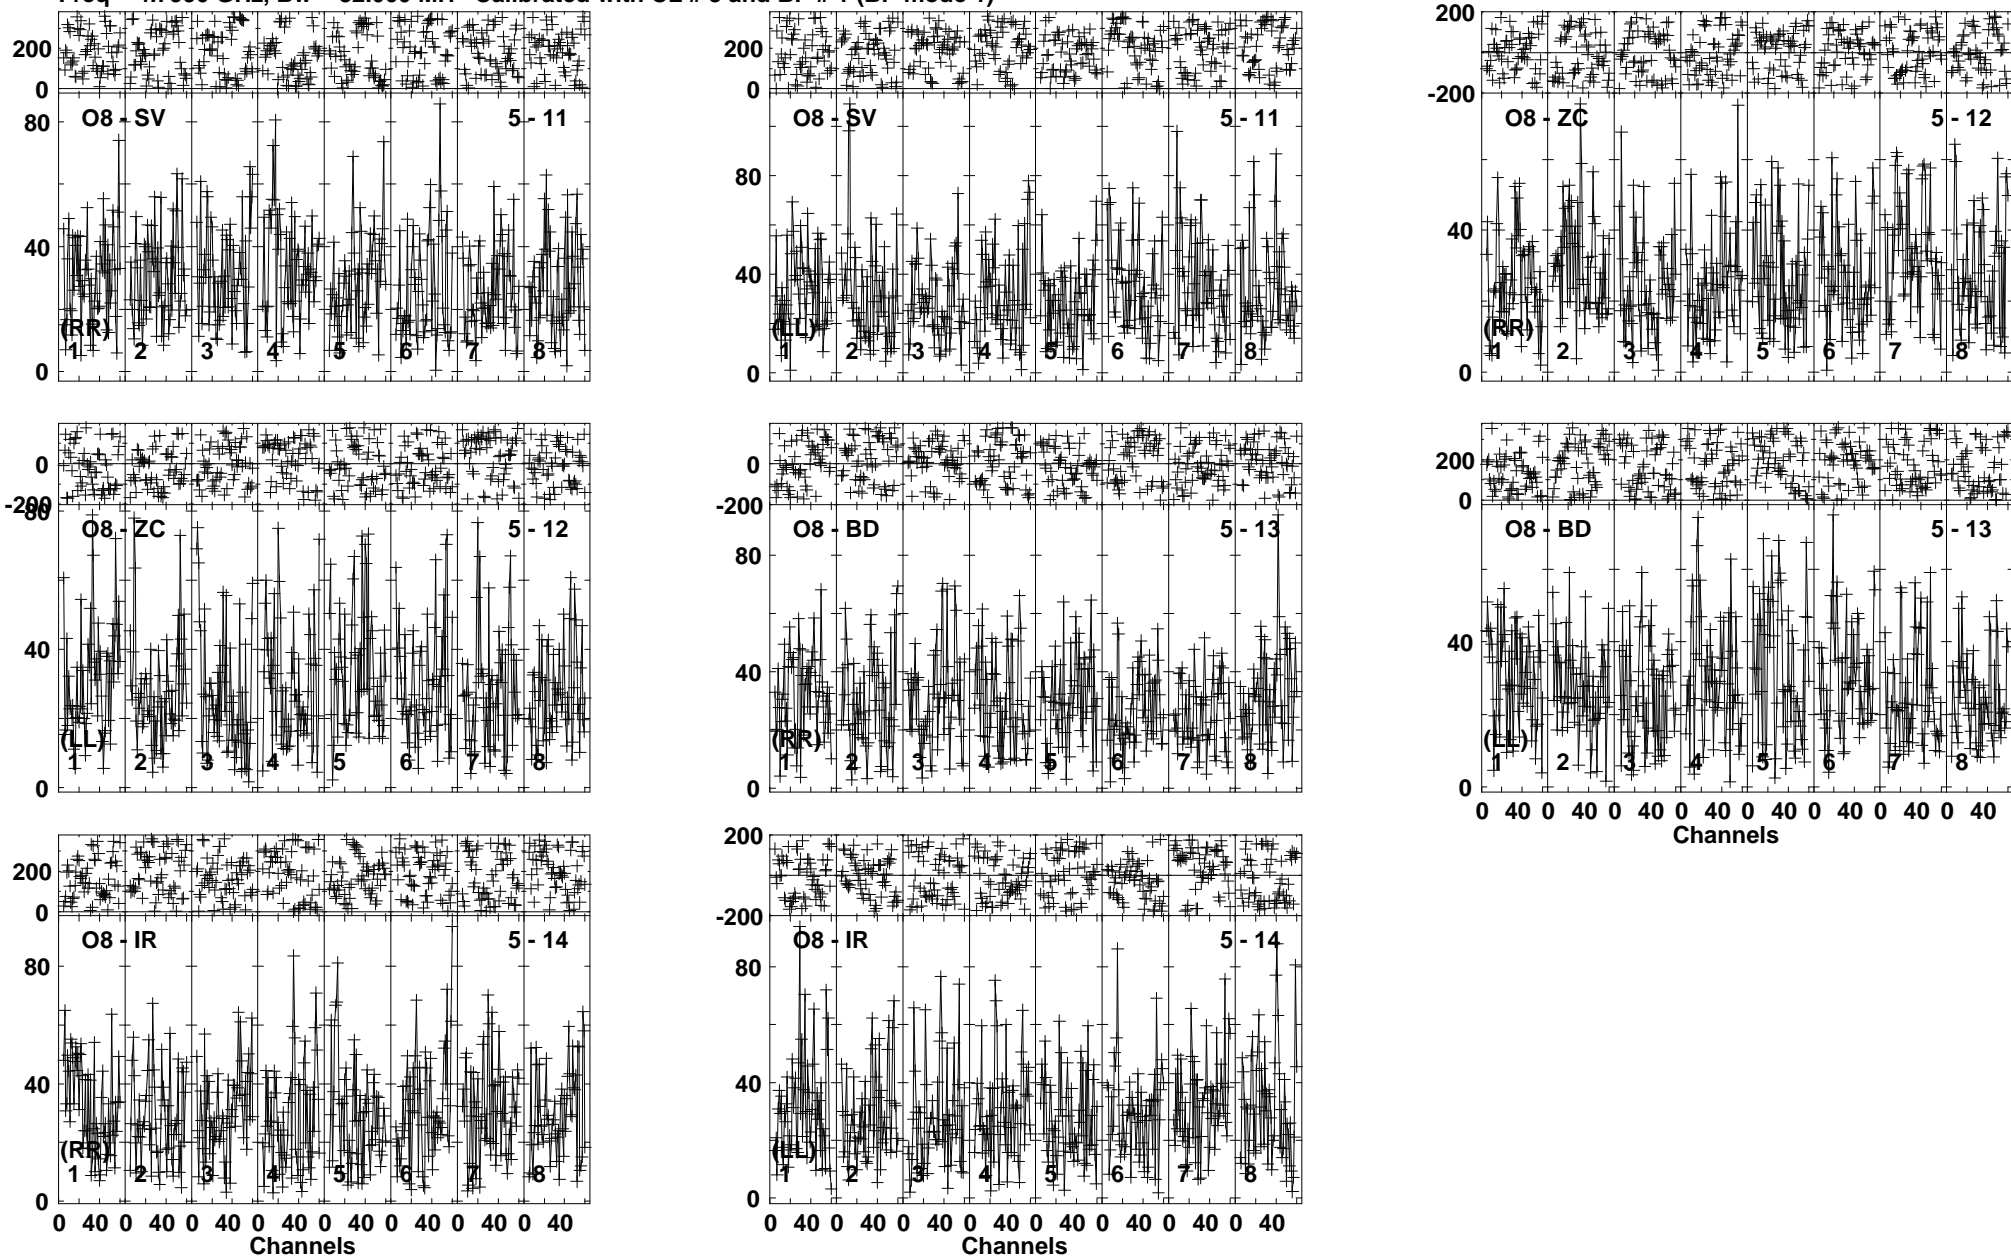 200 0 80 40 0
O8 - SV 5 - 11
(RR)
1 2 3 4 5 6 7 8
200 0 80 40 0
O8 - SV 5 - 11
(LL)
1 2 3 4 5 6 7 8
200 -200 40 0
O8 - ZC 5 - 12
(RR)
1 2 3 4 5 6 7 8
0 -200 80 40 0
O8 - ZC 5 - 12
(LL)
1 2 3 4 5 6 7 8
0 -200 80 40 0
O8 - BD 5 - 13
(RR)
1 2 3 4 5 6 7 8
200 0 40 0
O8 - BD 5 - 13
(LL)
1 2 3 4 5 6 7 8
0 40 0 40 0 40 0 40 0 40 0 40 0 40 0 40
Channels
200 0 80 40 0
O8 - IR 5 - 14
(RR)
1 2 3 4 5 6 7 8
0 40 0 40 0 40 0 40 0 40 0 40 0 40 0 40
Channels
200 -200 80 40 0
O8 - IR 5 - 14
(LL)
1 2 3 4 5 6 7 8
0 40 0 40 0 40 0 40 0 40 0 40 0 40 0 40
Channels